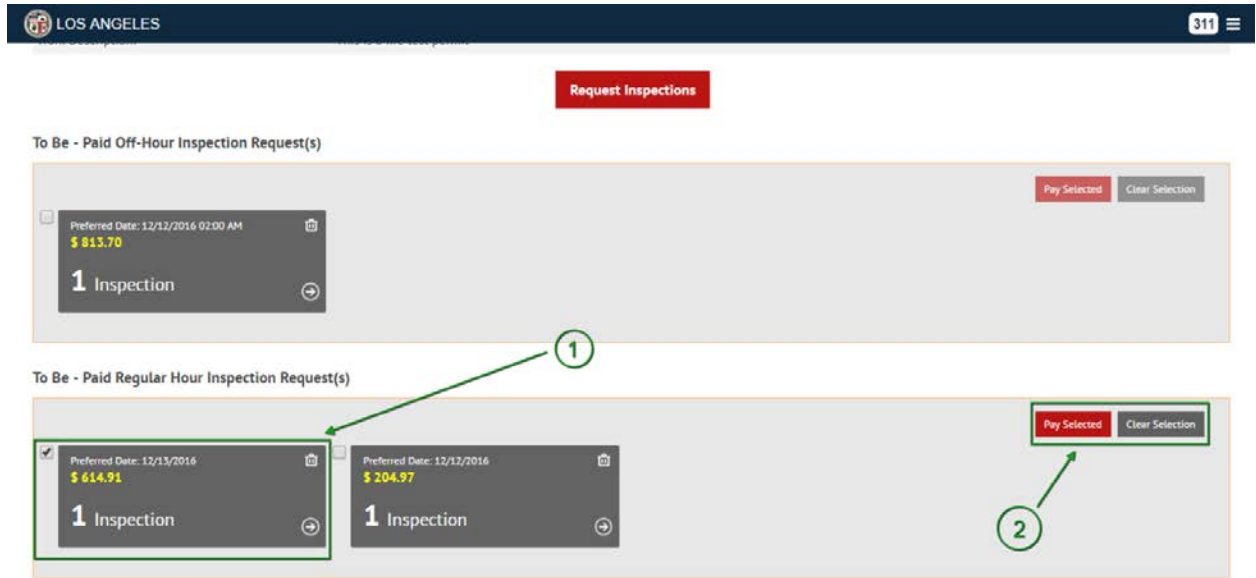 LOS ANGELES
311
Request Inspections
To Be - Paid Off-Hour Inspection Request(s)
Pay Selected Clear Selection
Preferred Date: 12/12/2016 02:00 AM
$ 813.70
1 Inspection
1
To Be - Paid Regular Hour Inspection Request(s)
Pay Selected Clear Selection
Preferred Date: 12/13/2016 Preferred Date: 12/12/2016
$ 614.91 $ 204.97
1 Inspection 1 Inspection
2